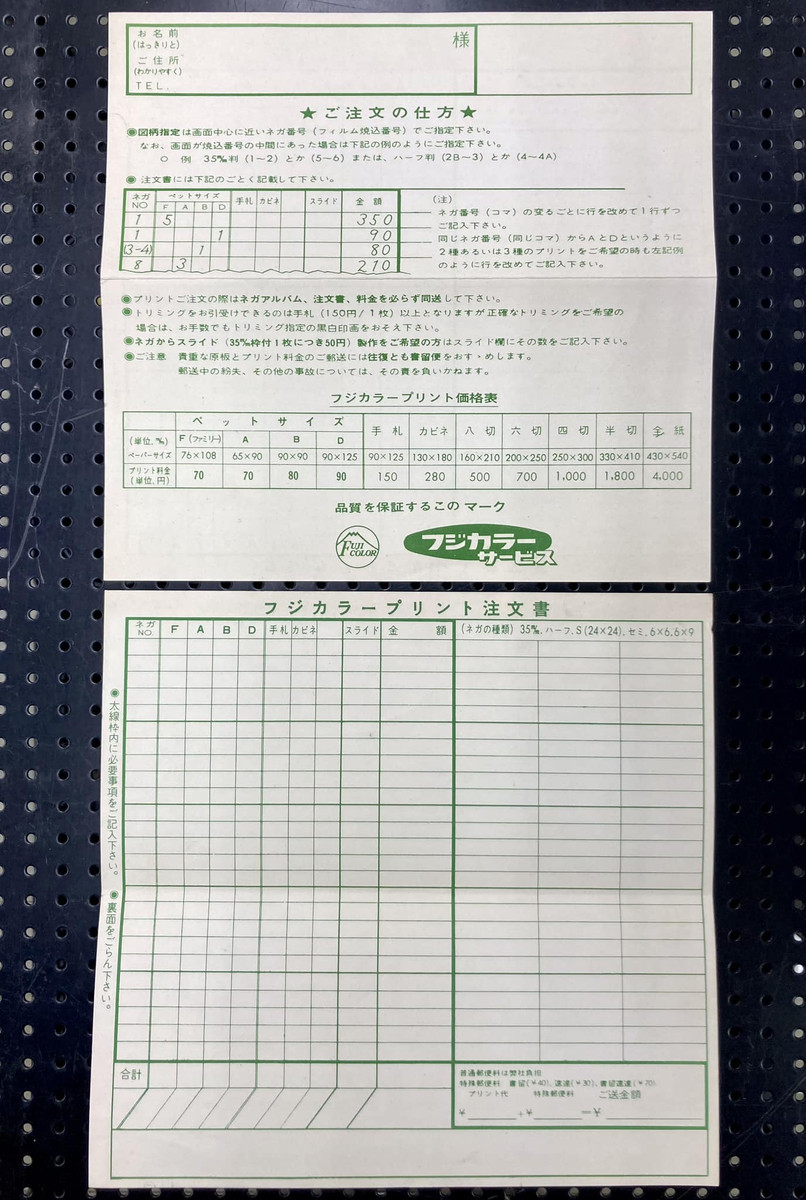 お名前 様
(はっきりと)
ご住所
(わかりやすく)
TEL.
★ご注文の仕方★
◉図柄指定は画面中心に近いネガ番号(フィルム焼込番号)でご指定下さい。
なお、画面が焼込番号の中間にあった場合は下記の例のようにご指定下さい。
○ 例 35㎜判(1〜2)とか(5〜6)または、ハーフ判(2B〜3)とか(4〜4A)
◉注文書には下記のごとく記載して下さい。
ネガNO ペットサイズ 手札 カビネ スライド 金額
F A B D
1 5 350
1 1 90
(3-4) 1 80
8 3 210
(注)
ネガ番号(コマ)の変るごとに行を改めて1行ずつ
ご記入下さい。
同じネガ番号(同じコマ)からAとDというように
2種あるいは3種のプリントをご希望の時も左記例
のように行を改めてご記入下さい。
◉プリントご注文の際はネガアルバム、注文書、料金を必らず同送して下さい。
◉トリミングをお引受けできるのは手札(150円/1枚)以上となりますが正確なトリミングをご希望の
場合は、お手数でもトリミング指定の黒白印画をおそえ下さい。
◉ネガからスライド(35㎜枠付1枚につき50円)製作をご希望の方はスライド欄にその数をご記入下さい。
◉ご注意 貴重な原板とプリント料金のご郵送には往復とも書留便をおすゝめします。
郵送中の紛失、その他の事故については、その責を負いかねます。
フジカラープリント価格表
ペットサイズ 手札 カビネ 八切 六切 四切 半切 全紙
(単位.㎜) F(ファミリー) A B D
ペーパーサイズ 76×108 65×90 90×90 90×125 90×125 130×180 160×210 200×250 250×300 330×410 430×540
プリント料金(単位.円) 70 70 80 90 150 280 500 700 1,000 1,800 4,000
品質を保証するこの マーク
FUJI COLOR
フジカラー
サービス
フジカラープリント注文書
ネガNO. F A B D 手札 カビネ スライド 金額 (ネガの種類) 35㎜.ハーフ.S(24×24).セミ.6×6.6×9
◉太線枠内に必要事項をご記入下さい。
◉裏面をごらん下さい。
合計
普通郵便料は弊社負担
特殊郵便料 書留(¥40)、速達(¥30)、書留速達(¥70)
プリント代 特殊郵便料 ご送金額
¥ +¥ =¥